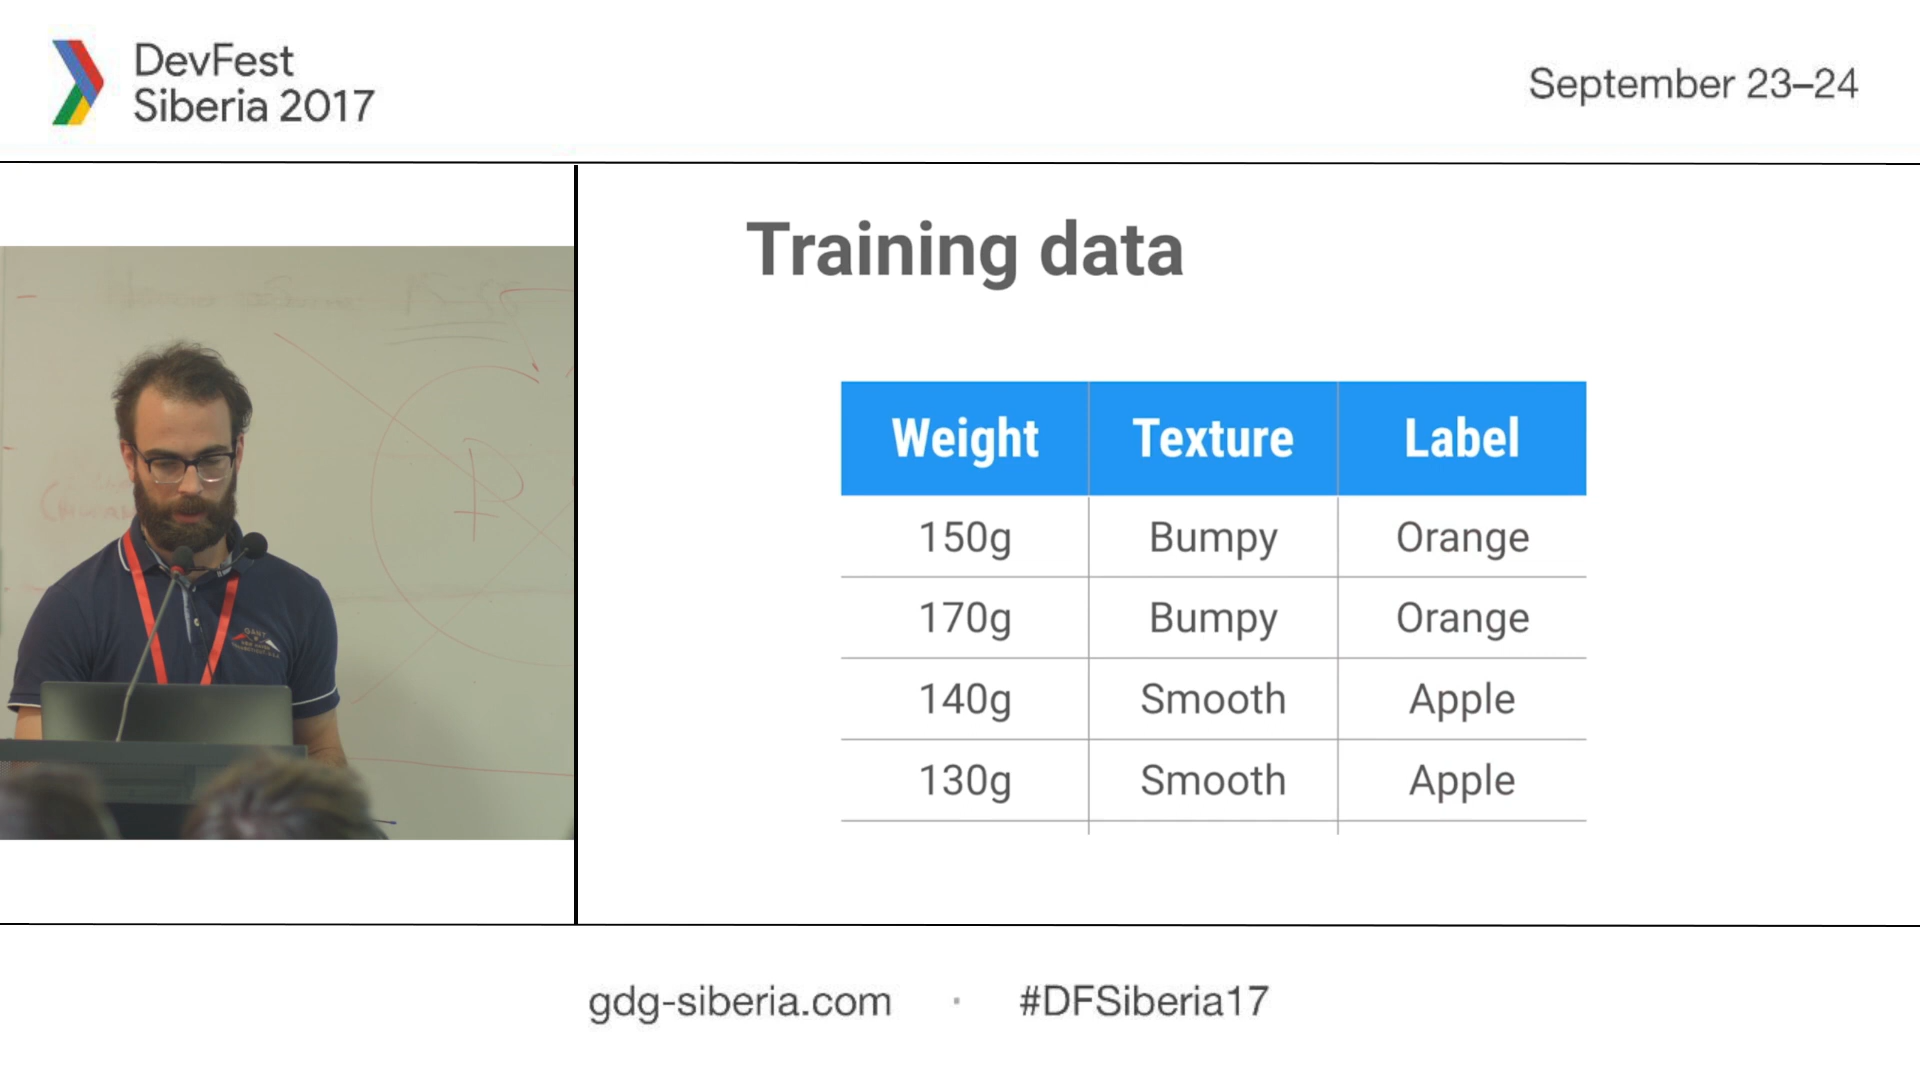 DevFest
Siberia 2017
September 23–24
Training data
Weight Texture Label
150g Bumpy Orange
170g Bumpy Orange
140g Smooth Apple
130g Smooth Apple
gdg-siberia.com · #DFSiberia17